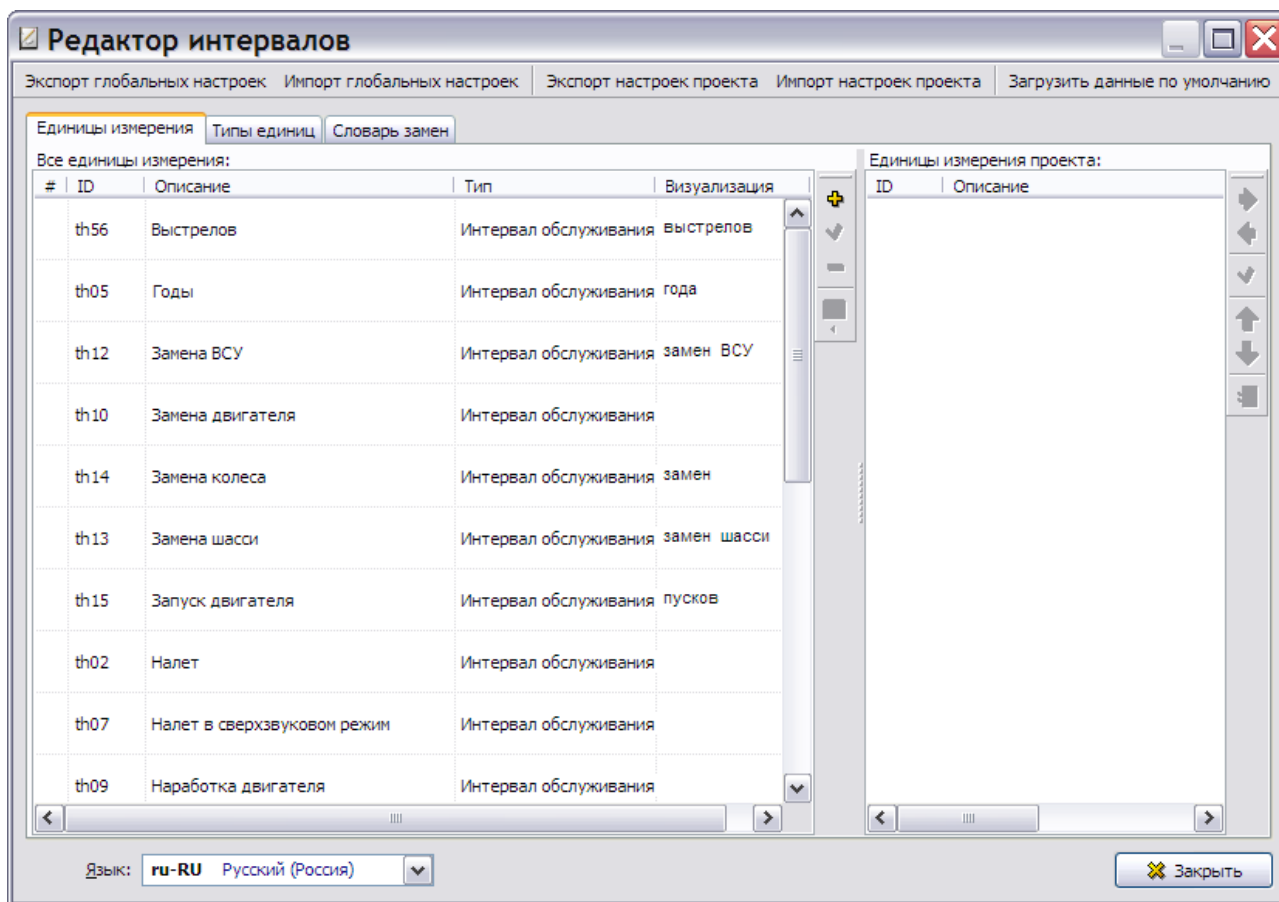 Редактор интервалов
Экспорт глобальных настроек Импорт глобальных настроек Экспорт настроек проекта Импорт настроек проекта Загрузить данные по умолчанию
Единицы измерения Типы единиц Словарь замен
Все единицы измерения: Единицы измерения проекта:
# ID Описание Тип Визуализация ID Описание
th56 Выстрелов Интервал обслуживания выстрелов
th05 Годы Интервал обслуживания года
th12 Замена ВСУ Интервал обслуживания замен ВСУ
th10 Замена двигателя Интервал обслуживания
th14 Замена колеса Интервал обслуживания замен
th13 Замена шасси Интервал обслуживания замен шасси
th15 Запуск двигателя Интервал обслуживания пусков
th02 Налет Интервал обслуживания
th07 Налет в сверхзвуковом режим Интервал обслуживания
th09 Наработка двигателя Интервал обслуживания
Язык: ru-RU Русский (Россия) Закрыть